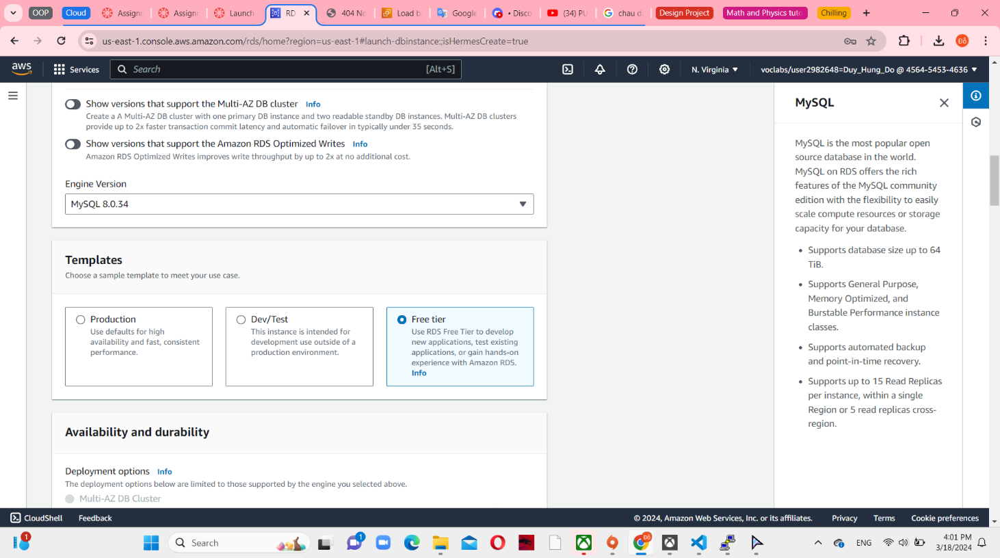 OOP
Cloud
Assignr
Assignr
Launch
RD
404 No
Load b
Google
• Disco
(34) PU
chau d
Design Project
Math and Physics tuto
Chilling
us-east-1.console.aws.amazon.com/rds/home?region=us-east-1#launch-dbinstance:;isHermesCreate=true
Đỗ
aws
Services
Search
[Alt+S]
N. Virginia
voclabs/user2982648=Duy_Hung_Do @ 4564-5453-4636
Show versions that support the Multi-AZ DB cluster Info
Create a A Multi-AZ DB cluster with one primary DB instance and two readable standby DB instances. Multi-AZ DB clusters
provide up to 2x faster transaction commit latency and automatic failover in typically under 35 seconds.
Show versions that support the Amazon RDS Optimized Writes Info
Amazon RDS Optimized Writes improves write throughput by up to 2x at no additional cost.
Engine Version
MySQL 8.0.34
Templates
Choose a sample template to meet your use case.
Production
Use defaults for high
availability and fast, consistent
performance.
Dev/Test
This instance is intended for
development use outside of a
production environment.
Free tier
Use RDS Free Tier to develop
new applications, test existing
applications, or gain hands-on
experience with Amazon RDS.
Info
Availability and durability
Deployment options Info
The deployment options below are limited to those supported by the engine you selected above.
Multi-AZ DB Cluster
MySQL
MySQL is the most popular open
source database in the world.
MySQL on RDS offers the rich
features of the MySQL community
edition with the flexibility to easily
scale compute resources or storage
capacity for your database.
• Supports database size up to 64
TiB.
• Supports General Purpose,
Memory Optimized, and
Burstable Performance instance
classes.
• Supports automated backup
and point-in-time recovery.
• Supports up to 15 Read Replicas
per instance, within a single
Region or 5 read replicas cross-
region.
CloudShell
Feedback
© 2024, Amazon Web Services, Inc. or its affiliates.
Privacy
Terms
Cookie preferences
1
Search
1
Đỗ
ENG
4:01 PM
3/18/2024